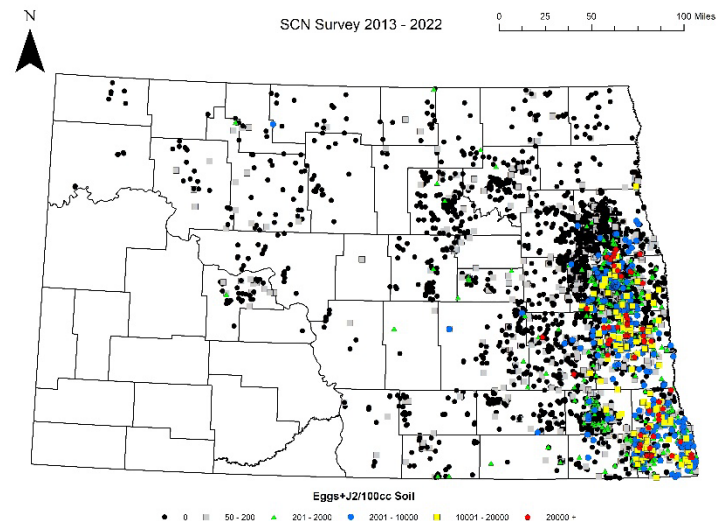 N
SCN Survey 2013 - 2022
0 25 50 100 Miles
Eggs+J2/100cc Soil
0 50 - 200 201 - 2000 2001 - 10000 10001 - 20000 20000 +